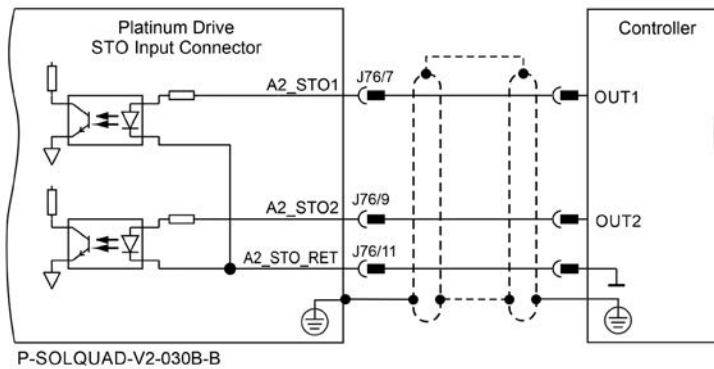 Platinum Drive
STO Input Connector
Controller
A2_STO1
J76/7
OUT1
A2_STO2
J76/9
OUT2
A2_STO_RET
J76/11
P-SOLQUAD-V2-030B-B